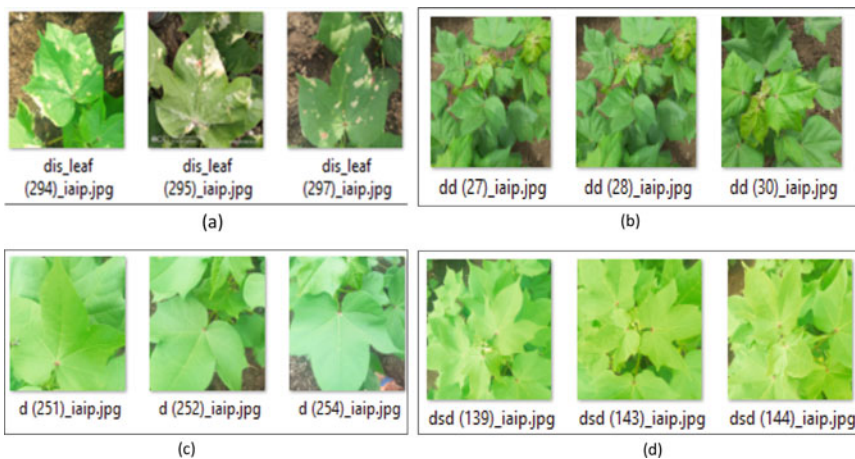 dis_leaf
(294)_iaip.jpg
dis_leaf
(295)_iaip.jpg
dis_leaf
(297)_iaip.jpg
(a)
dd (27)_iaip.jpg
dd (28)_iaip.jpg
dd (30)_iaip.jpg
(b)
d (251)_iaip.jpg
d (252)_iaip.jpg
d (254)_iaip.jpg
(c)
dsd (139)_iaip.jpg
dsd (143)_iaip.jpg
dsd (144)_iaip.jpg
(d)